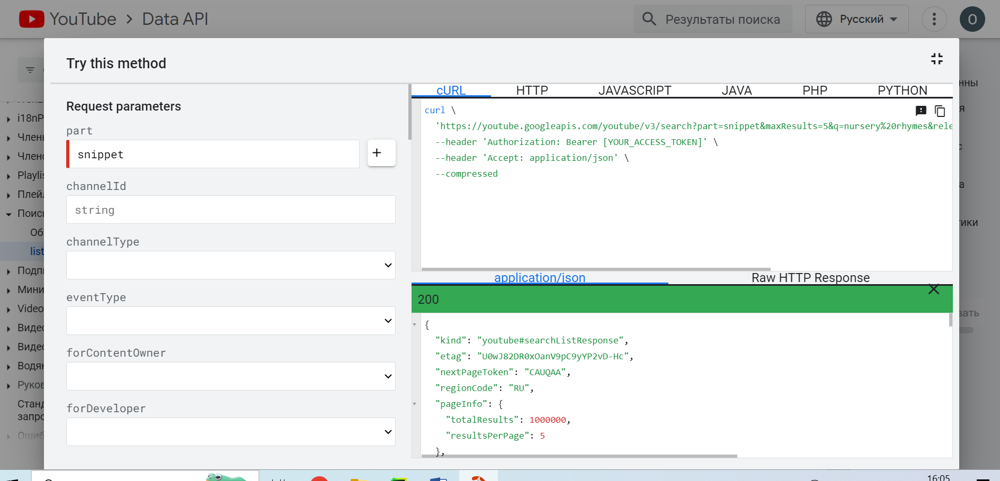 YouTube > Data API
Результаты поиска
Русский
O
Try this method
Request parameters
part
snippet
+
channelId
string
channelType
eventType
forContentOwner
forDeveloper
cURL HTTP JAVASCRIPT JAVA PHP PYTHON
curl \
'https://youtube.googleapis.com/youtube/v3/search?part=snippet&maxResults=5&q=nursery%20rhymes&rele
--header 'Authorization: Bearer [YOUR_ACCESS_TOKEN]' \
--header 'Accept: application/json' \
--compressed
application/json Raw HTTP Response
200
{
"kind": "youtube#searchListResponse",
"etag": "U0wJ82DR0xOanV9pC9yYP2vD-Hc",
"nextPageToken": "CAUQAA",
"regionCode": "RU",
"pageInfo": {
"totalResults": 1000000,
"resultsPerPage": 5
},
i18nP
Член
Член
Playlis
Плей
Поис
Об
list
Подп
Мини
Video
Виде
Виде
Водя
Руков
Станд
запро
Ошиб
нны
я
с
а
тики
вать
16:05